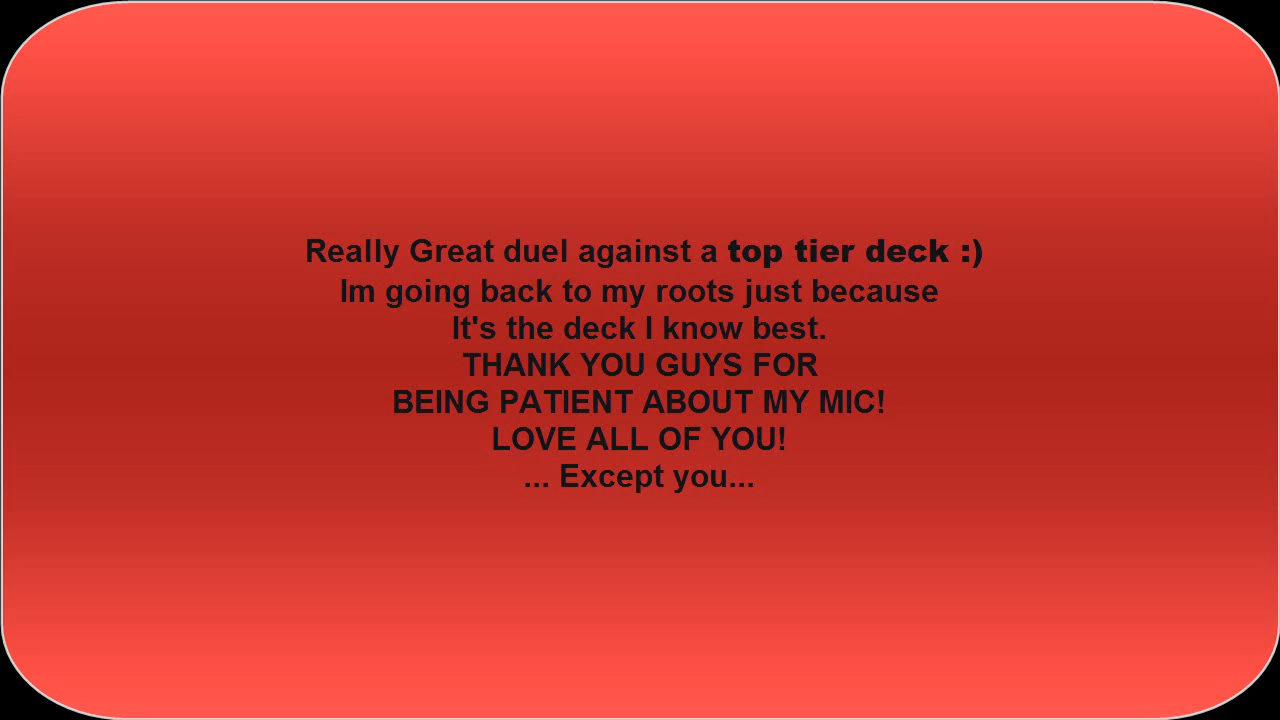 Really Great duel against a top tier deck :)
Im going back to my roots just because
It's the deck I know best.
THANK YOU GUYS FOR
BEING PATIENT ABOUT MY MIC!
LOVE ALL OF YOU!
... Except you...